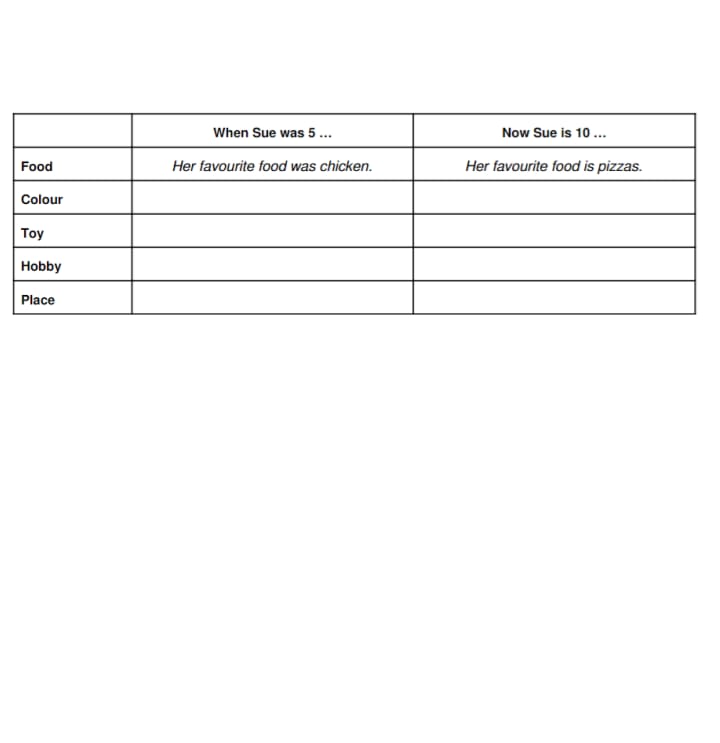 When Sue was 5 … Now Sue is 10 …
Food Her favourite food was chicken. Her favourite food is pizzas.
Colour
Toy
Hobby
Place